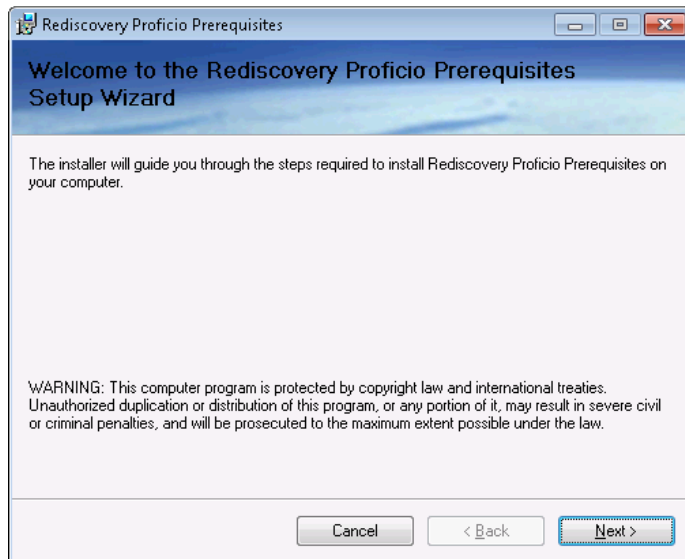 Rediscovery Proficio Prerequisites
Welcome to the Rediscovery Proficio Prerequisites
Setup Wizard
The installer will guide you through the steps required to install Rediscovery Proficio Prerequisites on
your computer.
WARNING: This computer program is protected by copyright law and international treaties.
Unauthorized duplication or distribution of this program, or any portion of it, may result in severe civil
or criminal penalties, and will be prosecuted to the maximum extent possible under the law.
Cancel < Back Next >